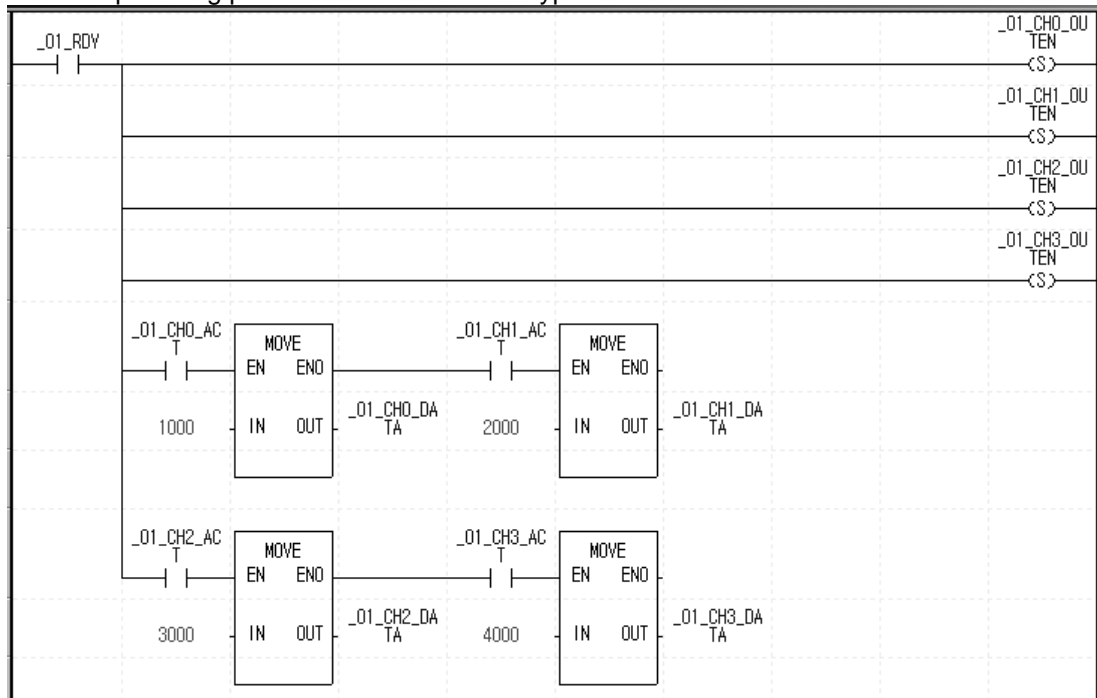 _01_RDY
_01_CH0_OU
TEN
(S)
_01_CH1_OU
TEN
(S)
_01_CH2_OU
TEN
(S)
_01_CH3_OU
TEN
(S)
_01_CH0_AC
T
MOVE
_01_CH1_AC
T
MOVE
EN ENO
EN ENO
1000
IN OUT
_01_CH0_DA
TA
2000
IN OUT
_01_CH1_DA
TA
_01_CH2_AC
T
MOVE
_01_CH3_AC
T
MOVE
EN ENO
EN ENO
3000
IN OUT
_01_CH2_DA
TA
4000
IN OUT
_01_CH3_DA
TA